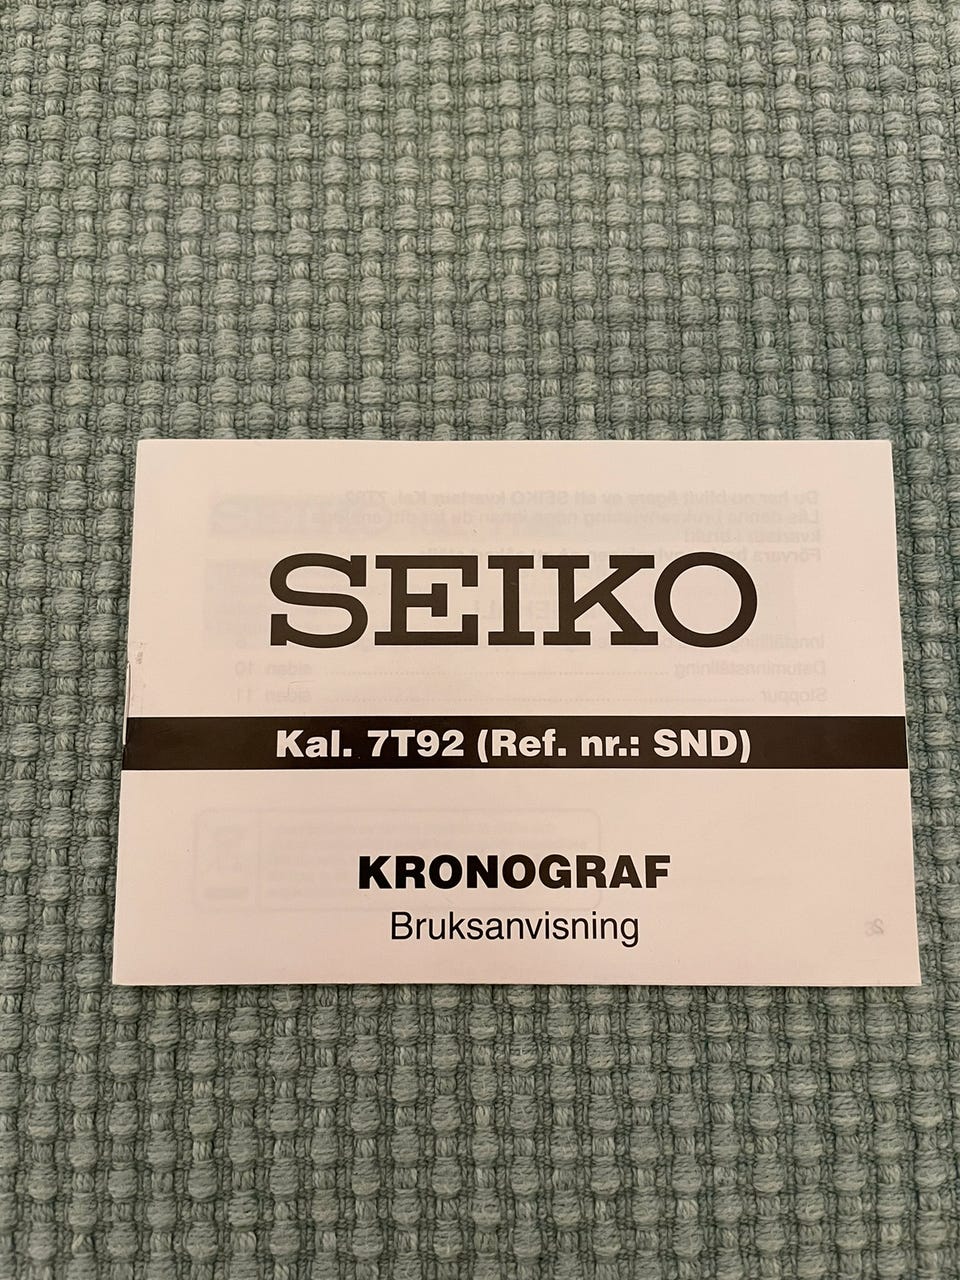 SEIKO
Kal. 7T92 (Ref. nr.: SND)
KRONOGRAF
Bruksanvisning